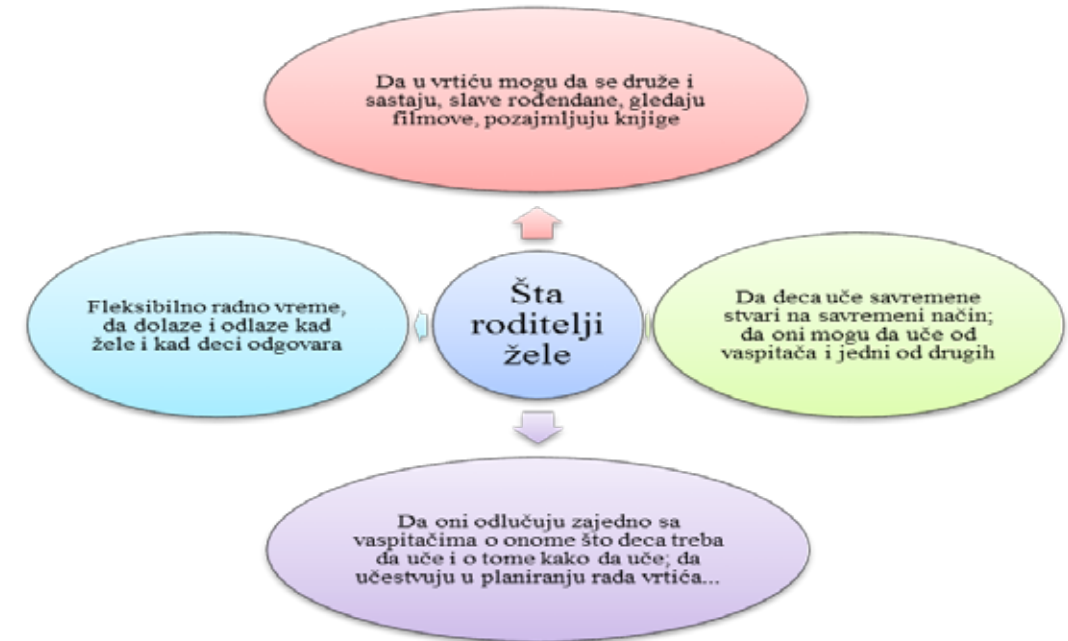 Da u vrtiću mogu da se druže i
sastaju, slave rođendane, gledaju
filmove, pozajmljuju knjige
Fleksibilno radno vreme,
da dolaze i odlaze kad
žele i kad deci odgovara
Šta
roditelji
žele
Da deca uče savremene
stvari na savremeni način;
da oni mogu da uče od
vaspitača i jedni od drugih
Da oni odlučuju zajedno sa
vaspitačima o onome što deca treba
da uče i o tome kako da uče; da
učestvuju u planiranju rada vrtića...